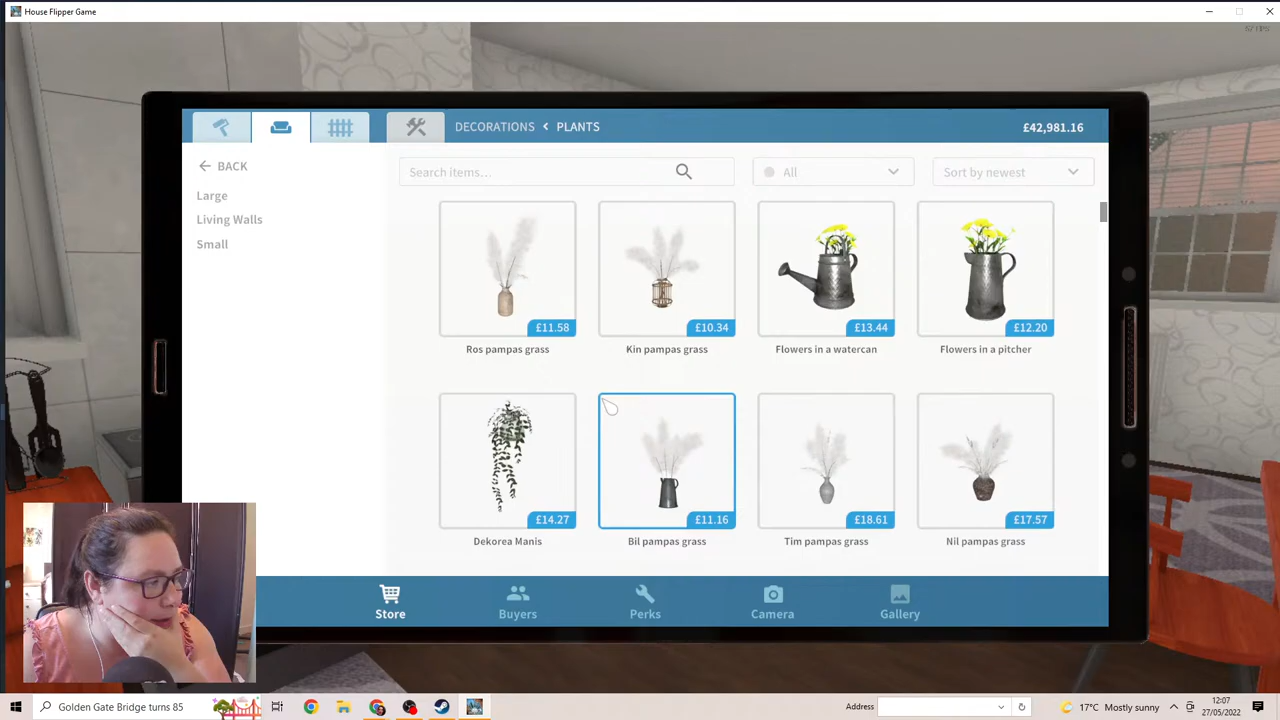 House Flipper Game
67 FPS
DECORATIONS < PLANTS
£42,981.16
BACK
Search items...
All
Sort by newest
Large
Living Walls
Small
£11.58
£10.34
£13.44
£12.20
Ros pampas grass
Kin pampas grass
Flowers in a watercan
Flowers in a pitcher
£14.27
£11.16
£18.61
£17.57
Dekorea Manis
Bil pampas grass
Tim pampas grass
Nil pampas grass
Store
Buyers
Perks
Camera
Gallery
Golden Gate Bridge turns 85
Address
17°C Mostly sunny
12:07
27/05/2022